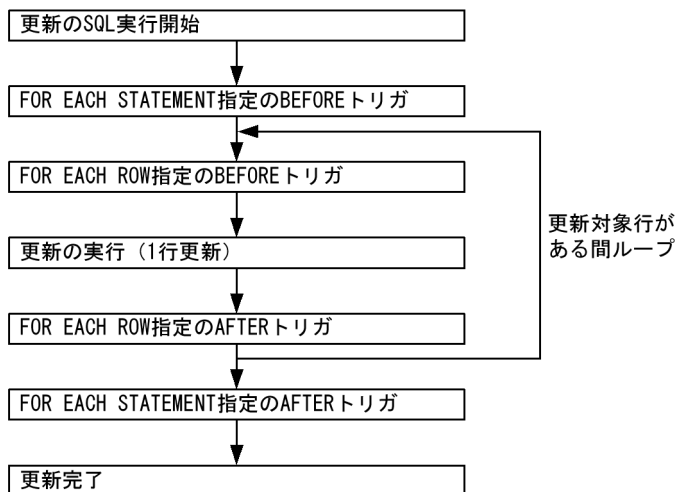 更新のSQL実行開始
FOR EACH STATEMENT指定のBEFOREトリガ
FOR EACH ROW指定のBEFOREトリガ
更新対象行が
ある間ループ
更新の実行（1行更新）
FOR EACH ROW指定のAFTERトリガ
FOR EACH STATEMENT指定のAFTERトリガ
更新完了